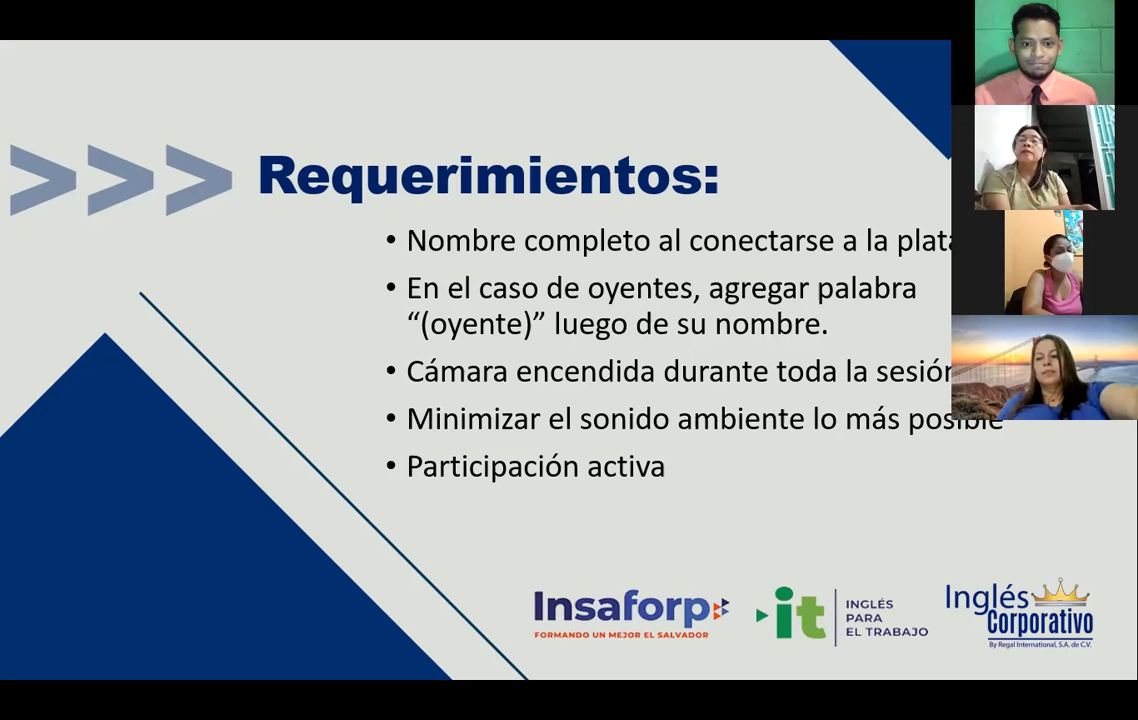 >>> Requerimientos:
• Nombre completo al conectarse a la
• En el caso de oyentes, agregar palabra
“(oyente)” luego de su nombre.
• Cámara encendida durante toda la sesión
• Minimizar el sonido ambiente lo más posible
• Participación activa
Insaforp
FORMANDO UN MEJOR EL SALVADOR
it
INGLÉS
PARA
EL TRABAJO
Inglés
Corporativo
By Regal International, S.A. de C.V.